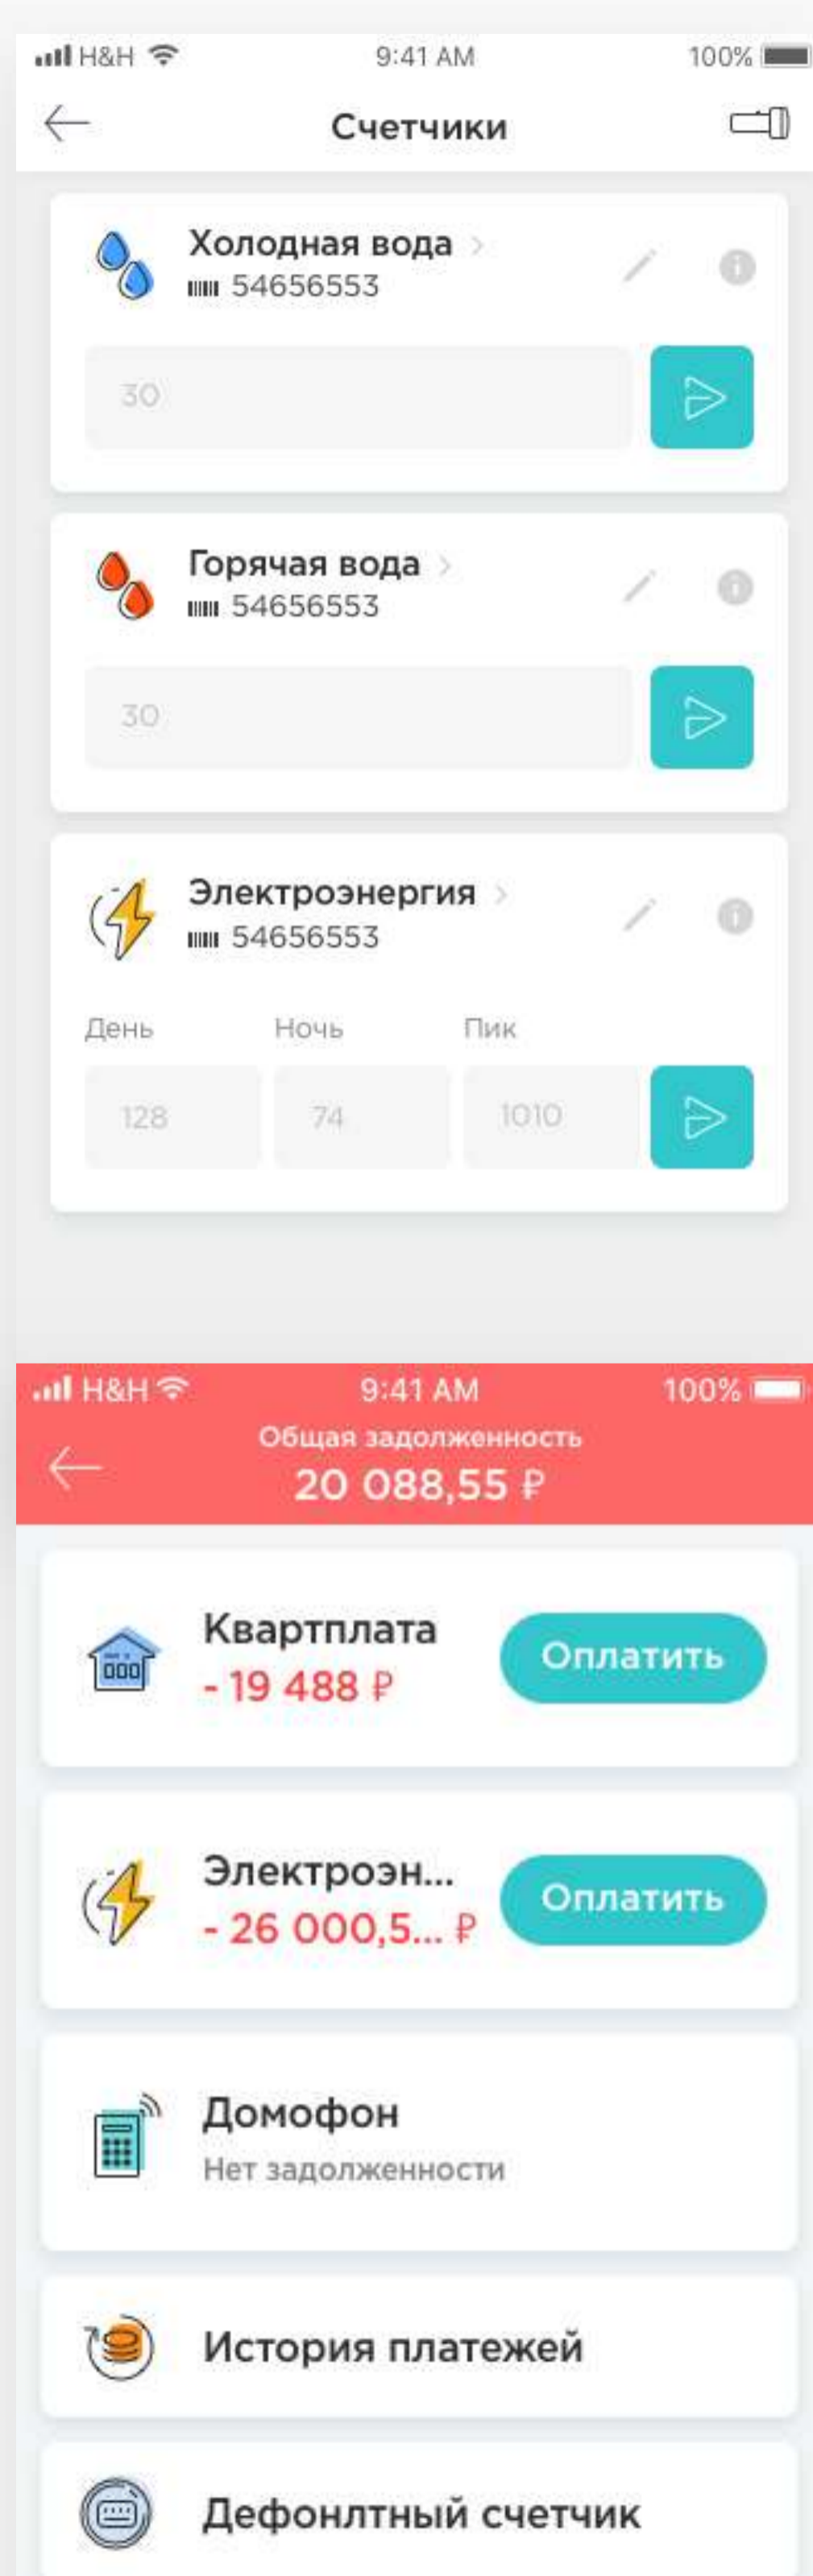 H&H 9:41 AM 100%
Счетчики
Холодная вода
54656553
30
Горячая вода
54656553
30
Электроэнергия
54656553
День Ночь Пик
128 74 1010
H&H 9:41 AM 100%
Общая задолженность
20 088,55 ₽
Квартплата
- 19 488 ₽
Оплатить
Электроэн...
- 26 000,5... ₽
Оплатить
Домофон
Нет задолженности
История платежей
Дефонлтный счетчик